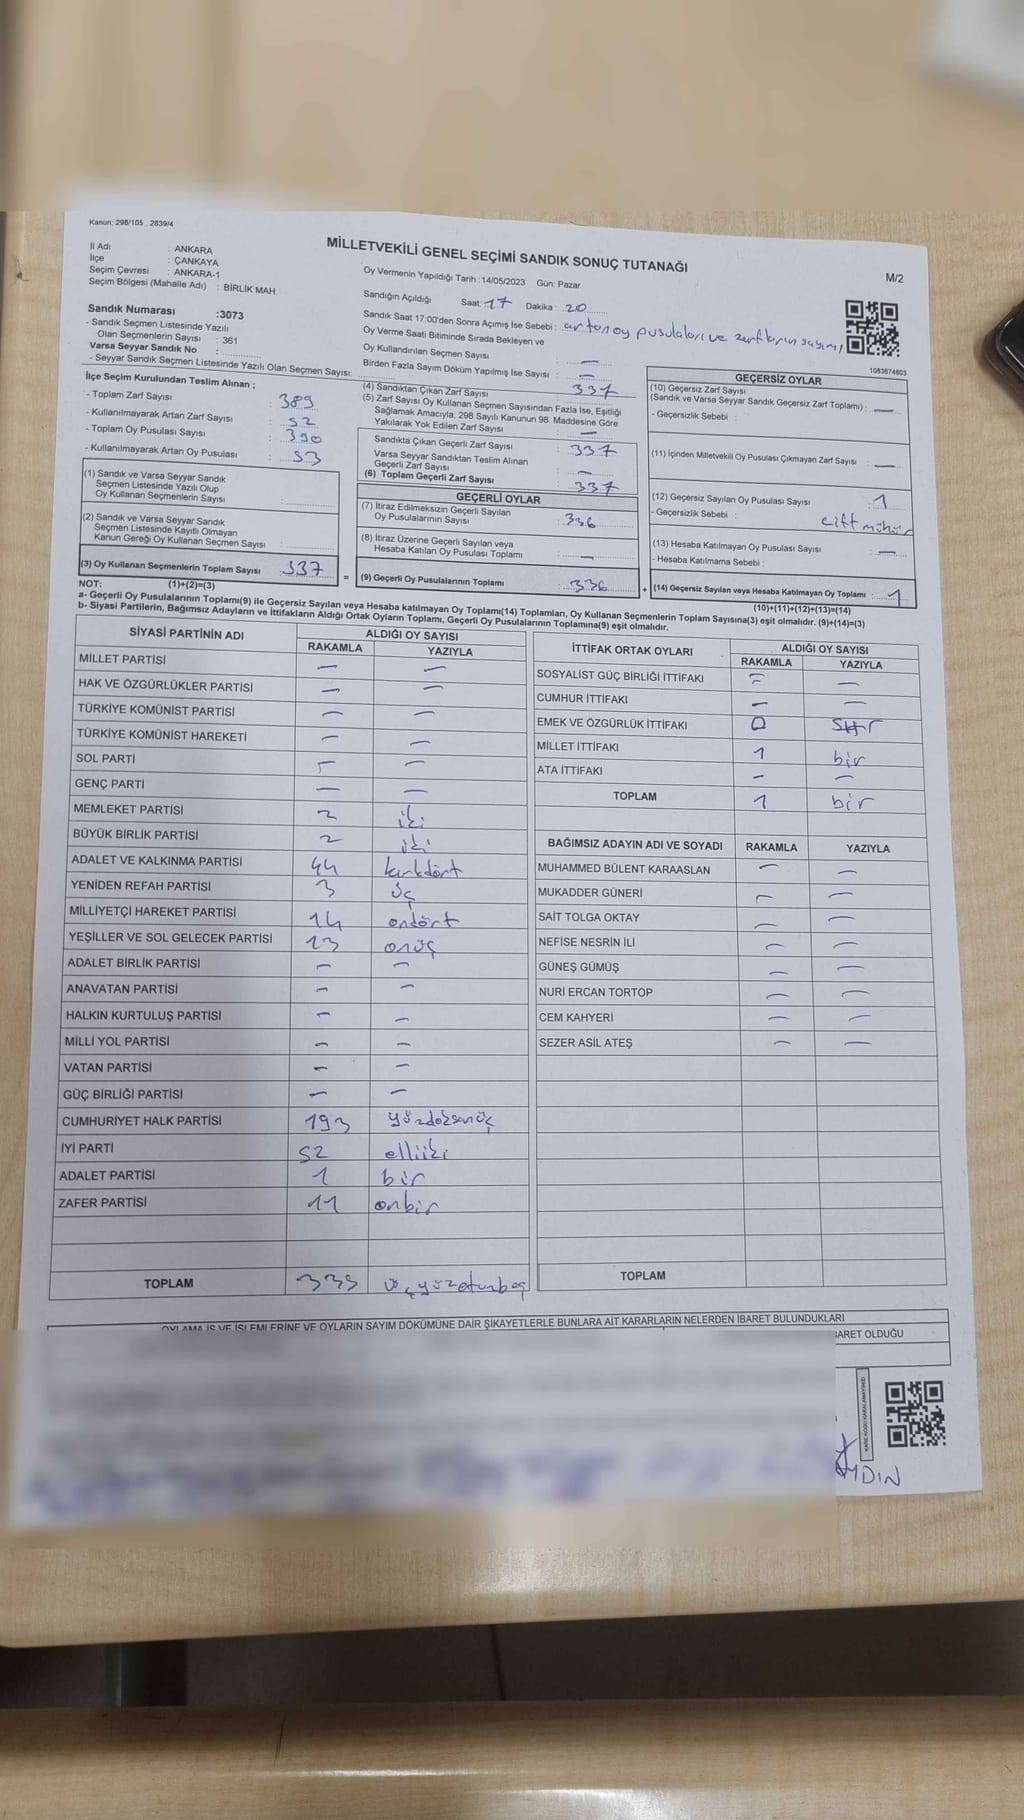 Kanun; 298/105 , 2839/4
MİLLETVEKİLİ GENEL SEÇİMİ SANDIK SONUÇ TUTANAĞI
M/2
İl Adı : ANKARA
İlçe : ÇANKAYA
Seçim Çevresi : ANKARA-1
Seçim Bölgesi (Mahalle Adı) : BİRLİK MAH.
Sandık Numarası :3073
- Sandık Seçmen Listesinde Yazılı
Olan Seçmenlerin Sayısı : 361
Varsa Seyyar Sandık No :
- Seyyar Sandık Seçmen Listesinde Yazılı Olan Seçmen Sayısı:
Oy Vermenin Yapıldığı Tarih :14/05/2023 Gün: Pazar
Sandığın Açıldığı Saat: 17 Dakika : 20
Sandık Saat 17:00'den Sonra Açımış İse Sebebi : artan oy pusulaları ve zarfların sayımı
Oy Verme Saati Bitiminde Sırada Bekleyen ve
Oy Kullandırılan Seçmen Sayısı : —
Birden Fazla Sayım Döküm Yapılmış İse Sayısı : —
1083674803
İlçe Seçim Kurulundan Teslim Alınan ;
- Toplam Zarf Sayısı : 389
- Kullanılmayarak Artan Zarf Sayısı : 52
- Toplam Oy Pusulası Sayısı : 390
- Kullanılmayarak Artan Oy Pusulası : 53
(1) Sandık ve Varsa Seyyar Sandık
Seçmen Listesinde Yazılı Olup
Oy Kullanan Seçmenlerin Sayısı :
(2) Sandık ve Varsa Seyyar Sandık
Seçmen Listesinde Kayıtlı Olmayan
Kanun Gereği Oy Kullanan Seçmen Sayısı :
(3) Oy Kullanan Seçmenlerin Toplam Sayısı : 337
(4) Sandıktan Çıkan Zarf Sayısı : 337
(5) Zarf Sayısı Oy Kullanan Seçmen Sayısından Fazla İse, Eşitliği
Sağlamak Amacıyla, 298 Sayılı Kanunun 98. Maddesine Göre
Yakılarak Yok Edilen Zarf Sayısı : —
Sandıkta Çıkan Geçerli Zarf Sayısı : 337
Varsa Seyyar Sandıktan Teslim Alınan
Geçerli Zarf Sayısı : —
(6) Toplam Geçerli Zarf Sayısı : 337
GEÇERLİ OYLAR
(7) İtiraz Edilmeksizin Geçerli Sayılan
Oy Pusulalarının Sayısı : 336
(8) İtiraz Üzerine Geçerli Sayılan veya
Hesaba Katılan Oy Pusulası Toplamı : —
= (9) Geçerli Oy Pusulalarının Toplamı : 336
GEÇERSİZ OYLAR
(10) Geçersiz Zarf Sayısı
(Sandık ve Varsa Seyyar Sandık Geçersiz Zarf Toplamı) : —
- Geçersizlik Sebebi :
(11) İçinden Milletvekili Oy Pusulası Çıkmayan Zarf Sayısı : —
(12) Geçersiz Sayılan Oy Pusulası Sayısı : 1
- Geçersizlik Sebebi : çift mühür
(13) Hesaba Katılmayan Oy Pusulası Sayısı : —
- Hesaba Katılmama Sebebi :
+ (14) Geçersiz Sayılan veya Hesaba Katılmayan Oy Toplamı : 1
NOT: (1)+(2)=(3)
(10)+(11)+(12)+(13)=(14)
a- Geçerli Oy Pusulalarının Toplamı(9) ile Geçersiz Sayılan veya Hesaba katılmayan Oy Toplamı(14) Toplamları, Oy Kullanan Seçmenlerin Toplam Sayısına(3) eşit olmalıdır. (9)+(14)=(3)
b- Siyasi Partilerin, Bağımsız Adayların ve İttifakların Aldığı Ortak Oyların Toplamı, Geçerli Oy Pusulalarının Toplamına(9) eşit olmalıdır.
SİYASİ PARTİNİN ADI ALDIĞI OY SAYISI
RAKAMLA YAZIYLA
MİLLET PARTİSİ — —
HAK VE ÖZGÜRLÜKLER PARTİSİ — —
TÜRKİYE KOMÜNİST PARTİSİ — —
TÜRKİYE KOMÜNİST HAREKETİ — —
SOL PARTİ — —
GENÇ PARTİ — —
MEMLEKET PARTİSİ 2 iki
BÜYÜK BİRLİK PARTİSİ 2 iki
ADALET VE KALKINMA PARTİSİ 44 kırkdört
YENİDEN REFAH PARTİSİ 3 üç
MİLLİYETÇİ HAREKET PARTİSİ 14 ondört
YEŞİLLER VE SOL GELECEK PARTİSİ 13 onüç
ADALET BİRLİK PARTİSİ — —
ANAVATAN PARTİSİ — —
HALKIN KURTULUŞ PARTİSİ — —
MİLLİ YOL PARTİSİ — —
VATAN PARTİSİ — —
GÜÇ BİRLİĞİ PARTİSİ — —
CUMHURİYET HALK PARTİSİ 193 yüzdoksanüç
İYİ PARTİ 52 elliiki
ADALET PARTİSİ 1 bir
ZAFER PARTİSİ 11 onbir
TOPLAM 335 üçyüzotuzbeş
İTTİFAK ORTAK OYLARI ALDIĞI OY SAYISI
RAKAMLA YAZIYLA
SOSYALİST GÜÇ BİRLİĞİ İTTİFAKI — —
CUMHUR İTTİFAKI — —
EMEK VE ÖZGÜRLÜK İTTİFAKI 0 sıfır
MİLLET İTTİFAKI 1 bir
ATA İTTİFAKI — —
TOPLAM 1 bir
BAĞIMSIZ ADAYIN ADI VE SOYADI RAKAMLA YAZIYLA
MUHAMMED BÜLENT KARAASLAN — —
MUKADDER GÜNERİ — —
SAİT TOLGA OKTAY — —
NEFİSE NESRİN İLİ — —
GÜNEŞ GÜMÜŞ — —
NURİ ERCAN TORTOP — —
CEM KAHYERİ — —
SEZER ASİL ATEŞ — —
TOPLAM
OYLAMA İŞ VE İŞLEMLERİNE VE OYLARIN SAYIM DÖKÜMÜNE DAİR ŞİKAYETLERLE BUNLARA AİT KARARLARIN NELERDEN İBARET BULUNDUKLARI
BARET OLDUĞU
KARE KODU KARALAMAYINIZ!
AYDIN